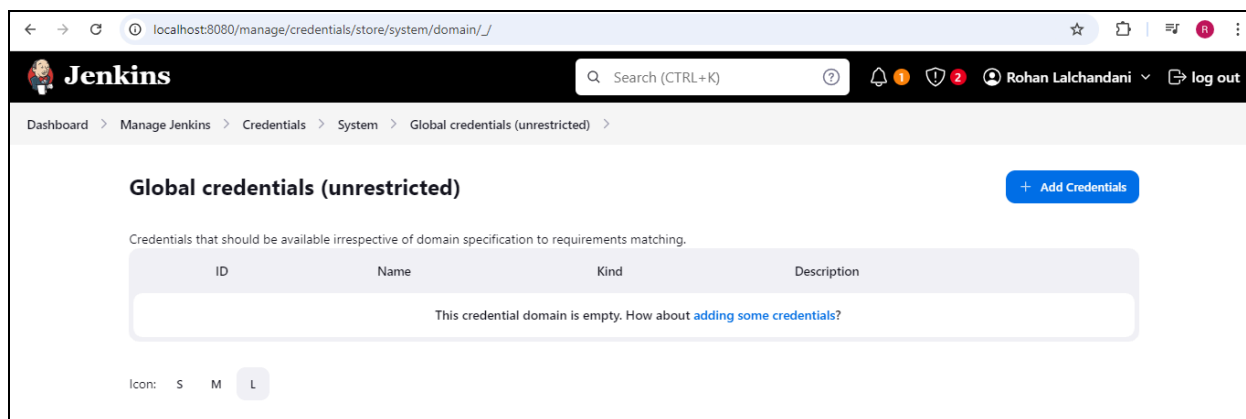 localhost:8080/manage/credentials/store/system/domain/_/
R
Jenkins
Search (CTRL+K)
?
1
2
Rohan Lalchandani
log out
Dashboard > Manage Jenkins > Credentials > System > Global credentials (unrestricted) >
Global credentials (unrestricted)
+ Add Credentials
Credentials that should be available irrespective of domain specification to requirements matching.
ID Name Kind Description
This credential domain is empty. How about adding some credentials?
Icon: S M L